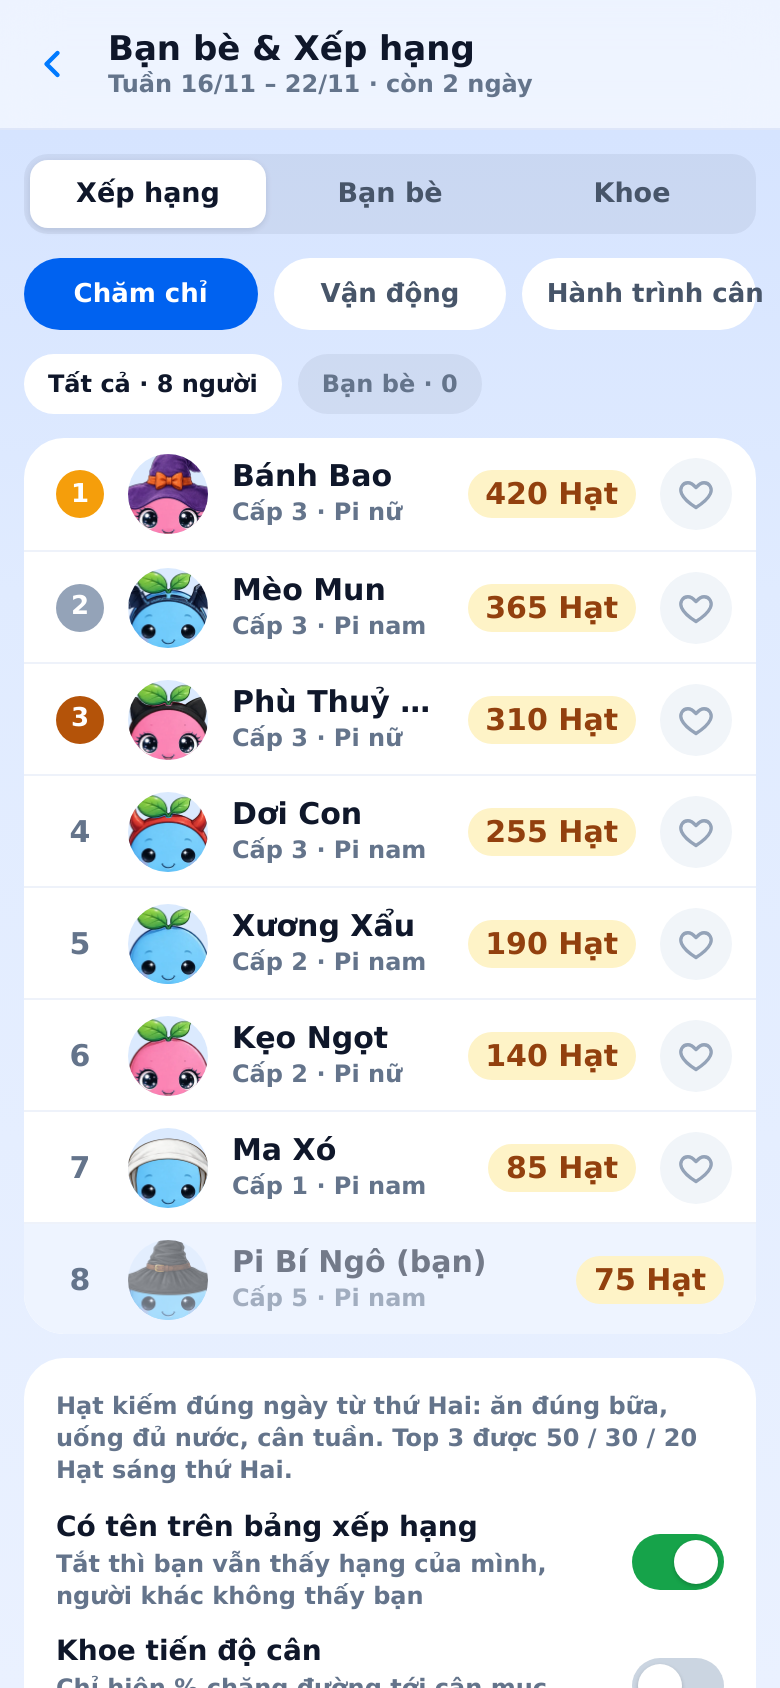 Bạn bè & Xếp hạng
Tuần 16/11 – 22/11 · còn 2 ngày
Xếp hạng
Bạn bè
Khoe
Chăm chỉ
Vận động
Hành trình cân
Tất cả · 8 người
Bạn bè · 0
1
Bánh Bao
Cấp 3 · Pi nữ
420 Hạt
2
Mèo Mun
Cấp 3 · Pi nam
365 Hạt
3
Phù Thuỷ ...
Cấp 3 · Pi nữ
310 Hạt
4
Dơi Con
Cấp 3 · Pi nam
255 Hạt
5
Xương Xẩu
Cấp 2 · Pi nam
190 Hạt
6
Kẹo Ngọt
Cấp 2 · Pi nữ
140 Hạt
7
Ma Xó
Cấp 1 · Pi nam
85 Hạt
8
Pi Bí Ngô (bạn)
Cấp 5 · Pi nam
75 Hạt
Hạt kiếm đúng ngày từ thứ Hai: ăn đúng bữa,
uống đủ nước, cân tuần. Top 3 được 50 / 30 / 20
Hạt sáng thứ Hai.
Có tên trên bảng xếp hạng
Tắt thì bạn vẫn thấy hạng của mình,
người khác không thấy bạn
Khoe tiến độ cân
Chỉ hiện % chặng đường tới cân mục